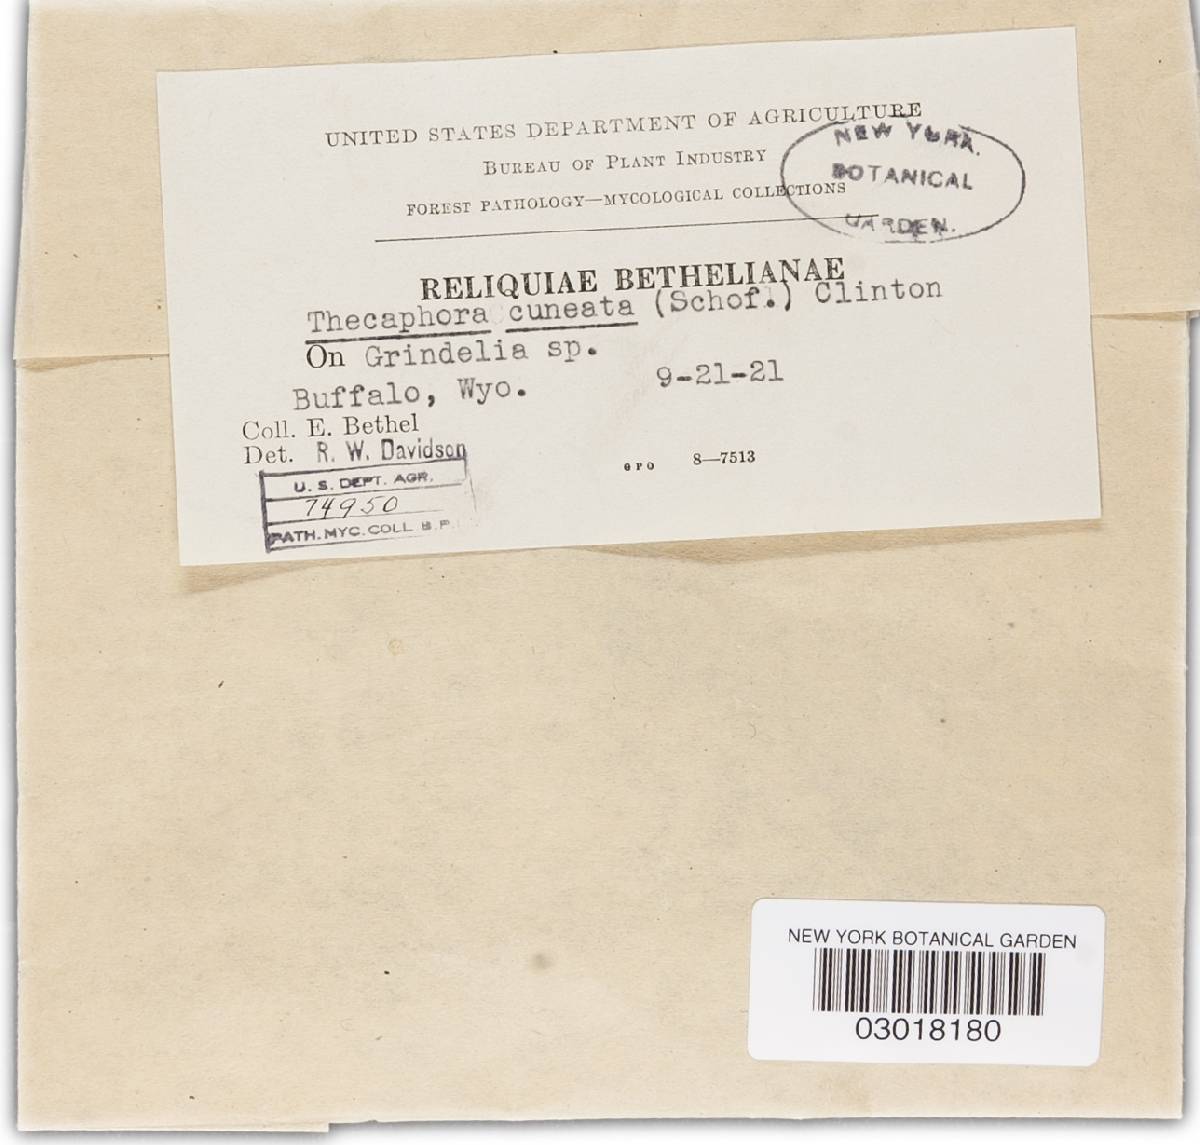 UNITED STATES DEPARTMENT OF AGRICULTURE
BUREAU OF PLANT INDUSTRY
FOREST PATHOLOGY—MYCOLOGICAL COLLECTIONS
NEW YORK
BOTANICAL
GARDEN.
RELIQUIAE BETHELIANAE
Thecaphora cuneata (Schof.) Clinton
On Grindelia sp.
Buffalo, Wyo. 9-21-21
Coll. E. Bethel
Det. R. W. Davidson
GPO 8—7513
U. S. DEPT. AGR.
74950
PATH. MYC. COLL. B. P.
NEW YORK BOTANICAL GARDEN
03018180